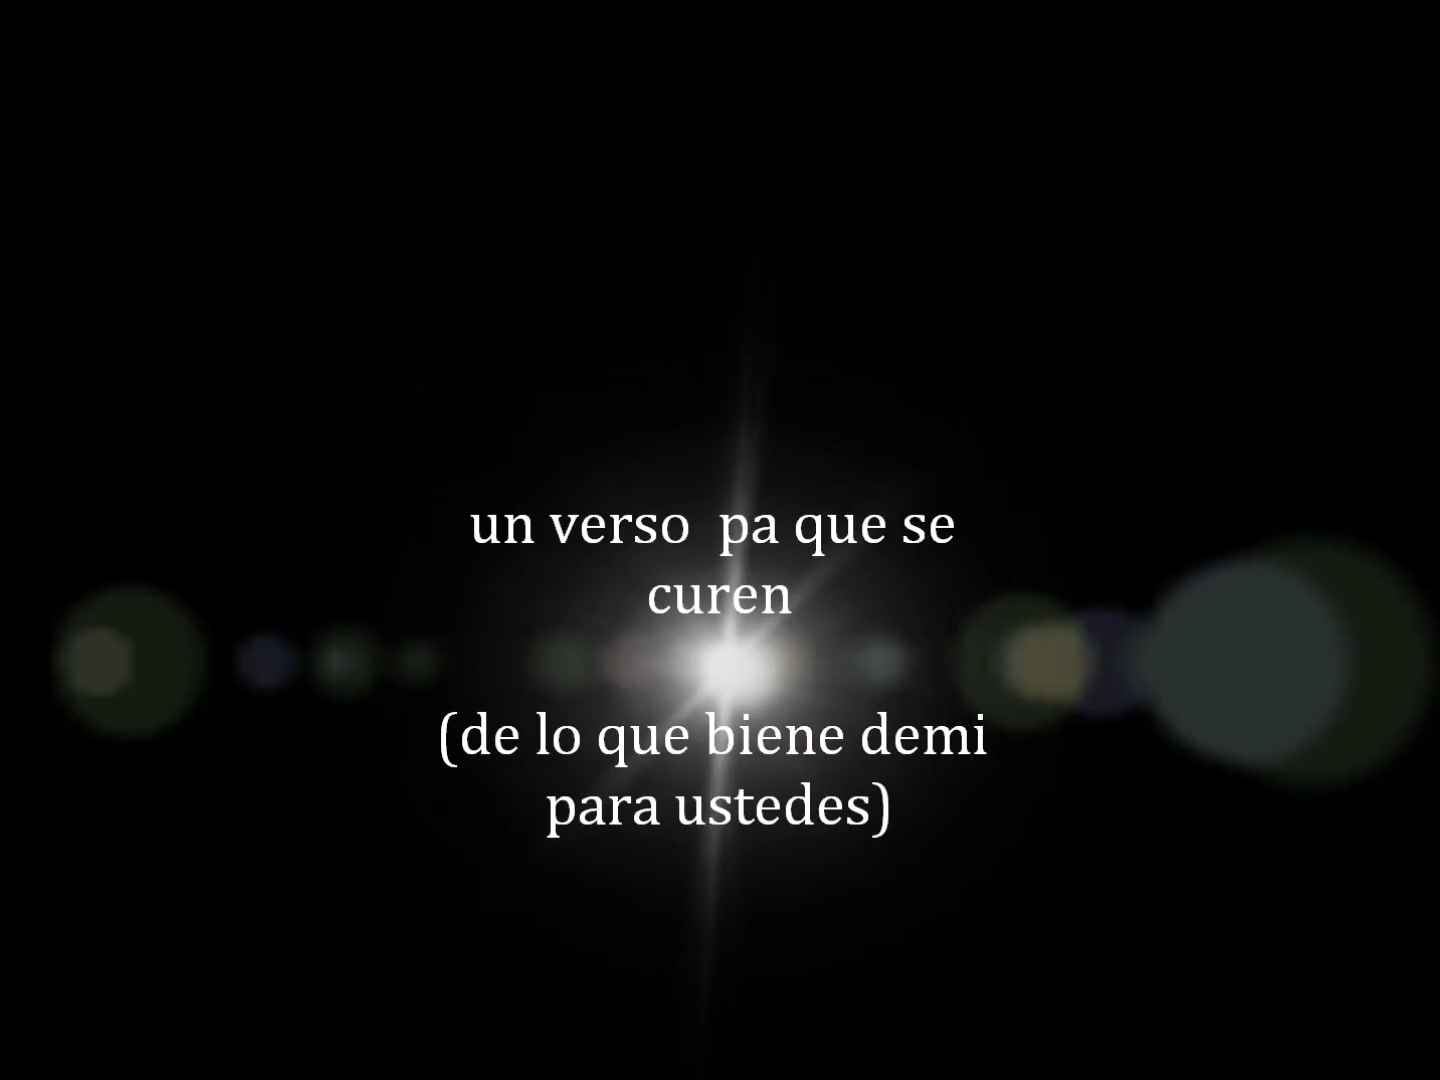 un verso  pa que se
curen
(de lo que biene demi
para ustedes)